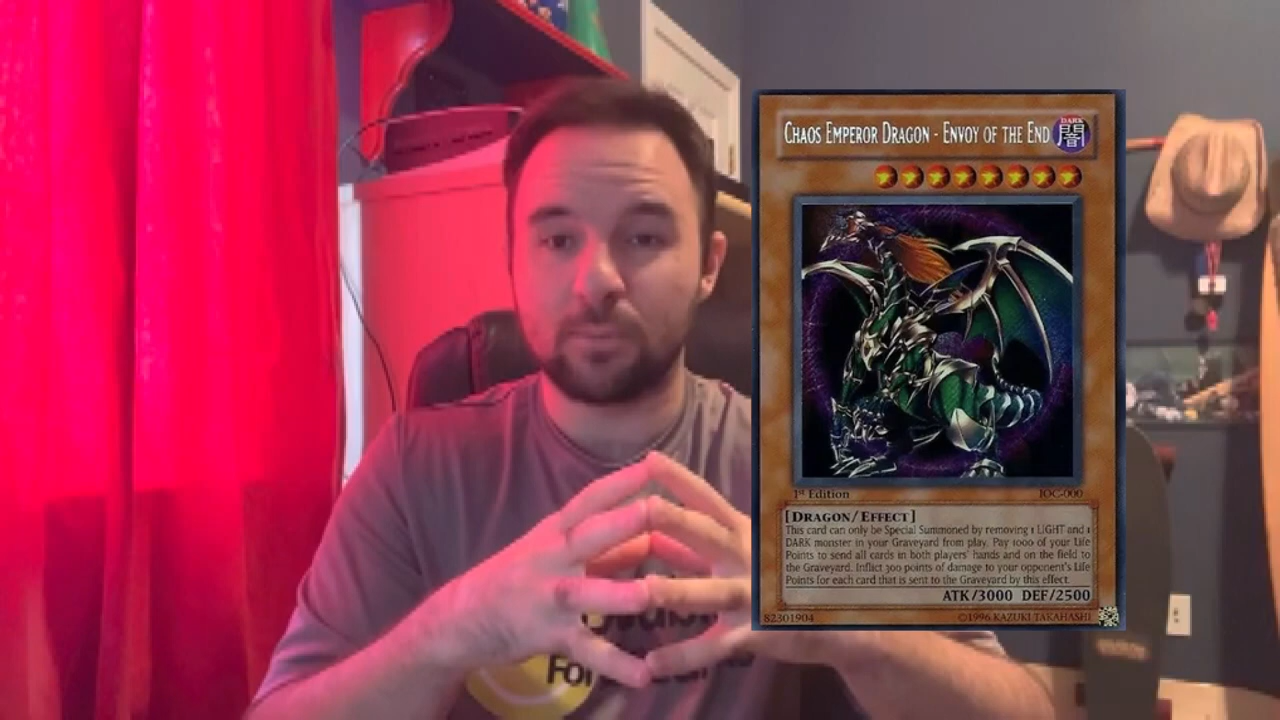 CHAOS EMPEROR DRAGON - ENVOY OF THE END
DARK
闇
1st Edition
IOC-000
[DRAGON/EFFECT]
This card can only be Special Summoned by removing 1 LIGHT and 1
DARK monster in your Graveyard from play. Pay 1000 of your Life
Points to send all cards in both players' hands and on the field to
the Graveyard. Inflict 300 points of damage to your opponent's Life
Points for each card that is sent to the Graveyard by this effect.
ATK/3000 DEF/2500
82301904
©1996 KAZUKI TAKAHASHI